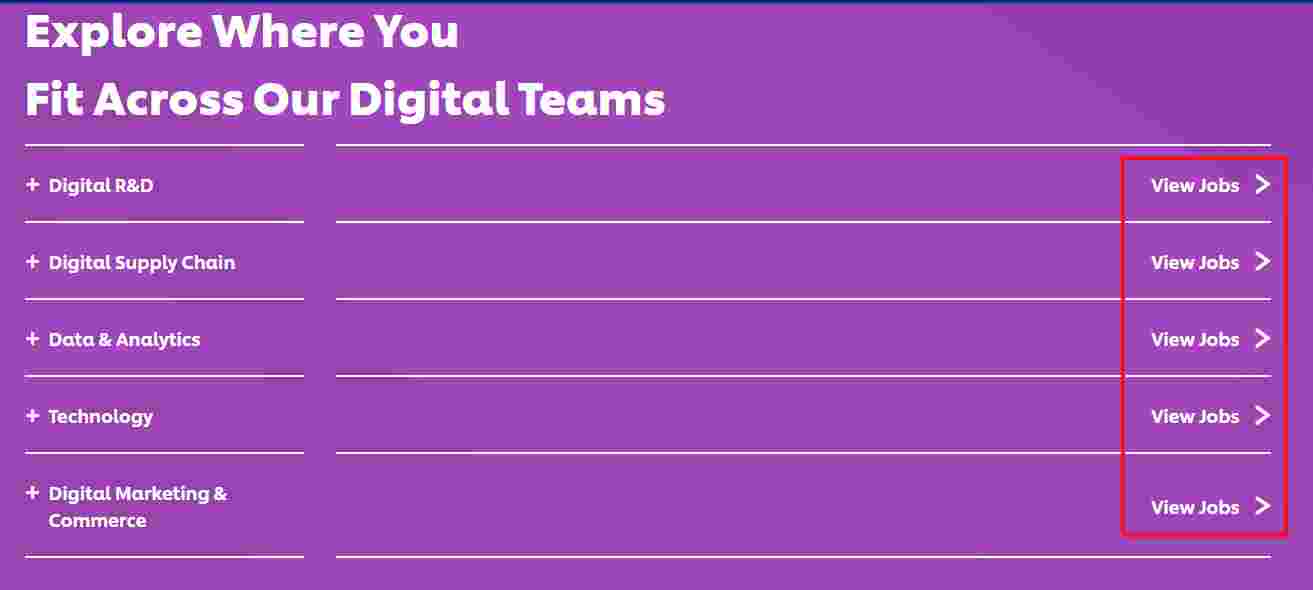 Explore Where You
Fit Across Our Digital Teams
+ Digital R&D View Jobs >
+ Digital Supply Chain View Jobs >
+ Data & Analytics View Jobs >
+ Technology View Jobs >
+ Digital Marketing &
Commerce View Jobs >